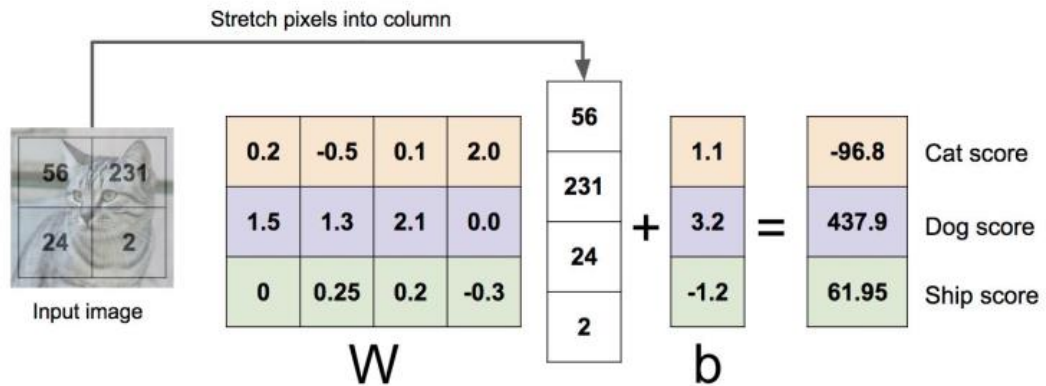 Stretch pixels into column
56 231
24 2
Input image
0.2 -0.5 0.1 2.0
1.5 1.3 2.1 0.0
0 0.25 0.2 -0.3
W
56
231
24
2
+
1.1
3.2
-1.2
b
=
-96.8 Cat score
437.9 Dog score
61.95 Ship score